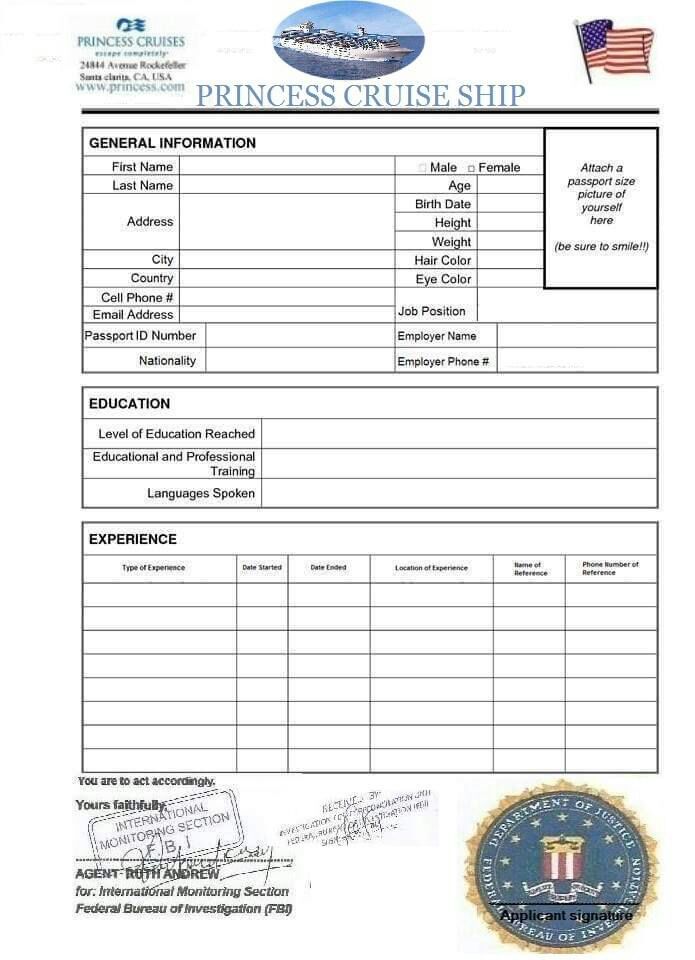 PRINCESS CRUISES
escape completely
24844 Avenue Rockefeller
Santa clarita, CA, USA
www.princess.com
PRINCESS CRUISE SHIP
GENERAL INFORMATION
First Name
Male Female
Last Name
Age
Address
Birth Date
Height
Weight
City
Hair Color
Country
Eye Color
Cell Phone #
Email Address
Job Position
Passport ID Number
Employer Name
Nationality
Employer Phone #
Attach a
passport size
picture of
yourself
here
(be sure to smile!!)
EDUCATION
Level of Education Reached
Educational and Professional
Training
Languages Spoken
EXPERIENCE
Type of Experience
Date Started
Date Ended
Location of Experience
Name of
Reference
Phone Number of
Reference
You are to act accordingly.
Yours faithfully,
INTERNATIONAL
MONITORING SECTION
F.B.I
RECEIVED BY
FEDERAL BUREAU OF INVESTIGATION (FBI)
AGENT RUTH ANDREW
for: International Monitoring Section
Federal Bureau of Investigation (FBI)
DEPARTMENT OF JUSTICE
FEDERAL BUREAU OF INVESTIGATION
Applicant signature